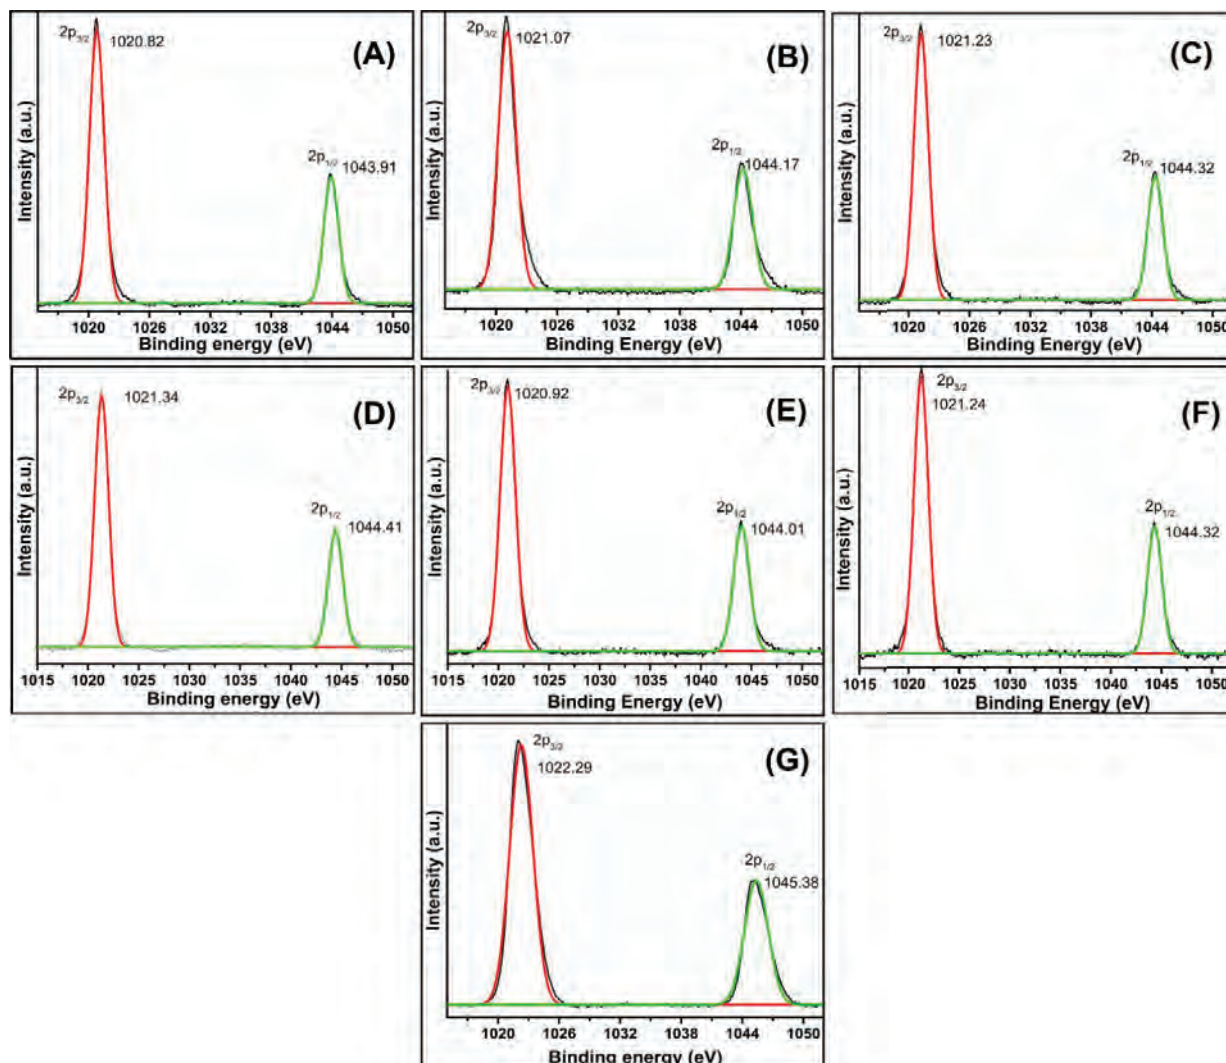 2p3/2 1020.82 (A)
2p1/2 1043.91
Intensity (a.u.)
1020 1026 1032 1038 1044 1050
Binding energy (eV)
2p3/2 1021.07 (B)
2p1/2 1044.17
Intensity (a.u.)
1020 1026 1032 1038 1044 1050
Binding Energy (eV)
2p3/2 1021.23 (C)
2p1/2 1044.32
Intensity (a.u.)
1020 1026 1032 1038 1044 1050
Binding Energy (eV)
2p3/2 1021.34 (D)
2p1/2 1044.41
Intensity (a.u.)
1015 1020 1025 1030 1035 1040 1045 1050
Binding energy (eV)
2p3/2 1020.92 (E)
2p1/2 1044.01
Intensity (a.u.)
1015 1020 1025 1030 1035 1040 1045 1050
Binding Energy (eV)
2p3/2 (F)
1021.24
2p1/2
1044.32
Intensity (a.u.)
1015 1020 1025 1030 1035 1040 1045 1050
Binding Energy (eV)
2p3/2 (G)
1022.29
2p1/2
1045.38
Intensity (a.u.)
1020 1026 1032 1038 1044 1050
Binding energy (eV)